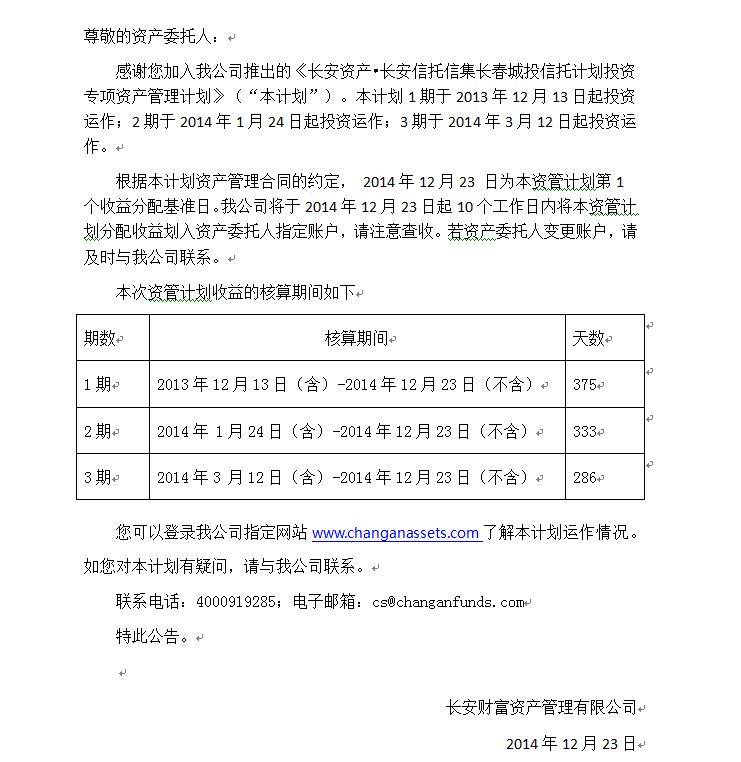 尊敬的资产委托人：
感谢您加入我公司推出的《长安资产•长安信托信集长春城投信托计划投资
专项资产管理计划》（“本计划”）。本计划 1 期于 2013 年 12 月 13 日起投资
运作；2 期于 2014 年 1 月 24 日起投资运作；3 期于 2014 年 3 月 12 日起投资运
作。
根据本计划资产管理合同的约定， 2014 年 12 月 23 日为本资管计划第 1
个收益分配基准日。我公司将于 2014 年 12 月 23 日起 10 个工作日内将本资管计
划分配收益划入资产委托人指定账户，请注意查收。若资产委托人变更账户，请
及时与我公司联系。
本次资管计划收益的核算期间如下
期数 核算期间 天数
1 期 2013 年 12 月 13 日（含）-2014 年 12 月 23 日（不含） 375
2 期 2014 年 1 月 24 日（含）-2014 年 12 月 23 日（不含） 333
3 期 2014 年 3 月 12 日（含）-2014 年 12 月 23 日（不含） 286
您可以登录我公司指定网站 www.changanassets.com 了解本计划运作情况。
如您对本计划有疑问，请与我公司联系。
联系电话：4000919285；电子邮箱：cs@changanfunds.com
特此公告。
长安财富资产管理有限公司
2014 年 12 月 23 日